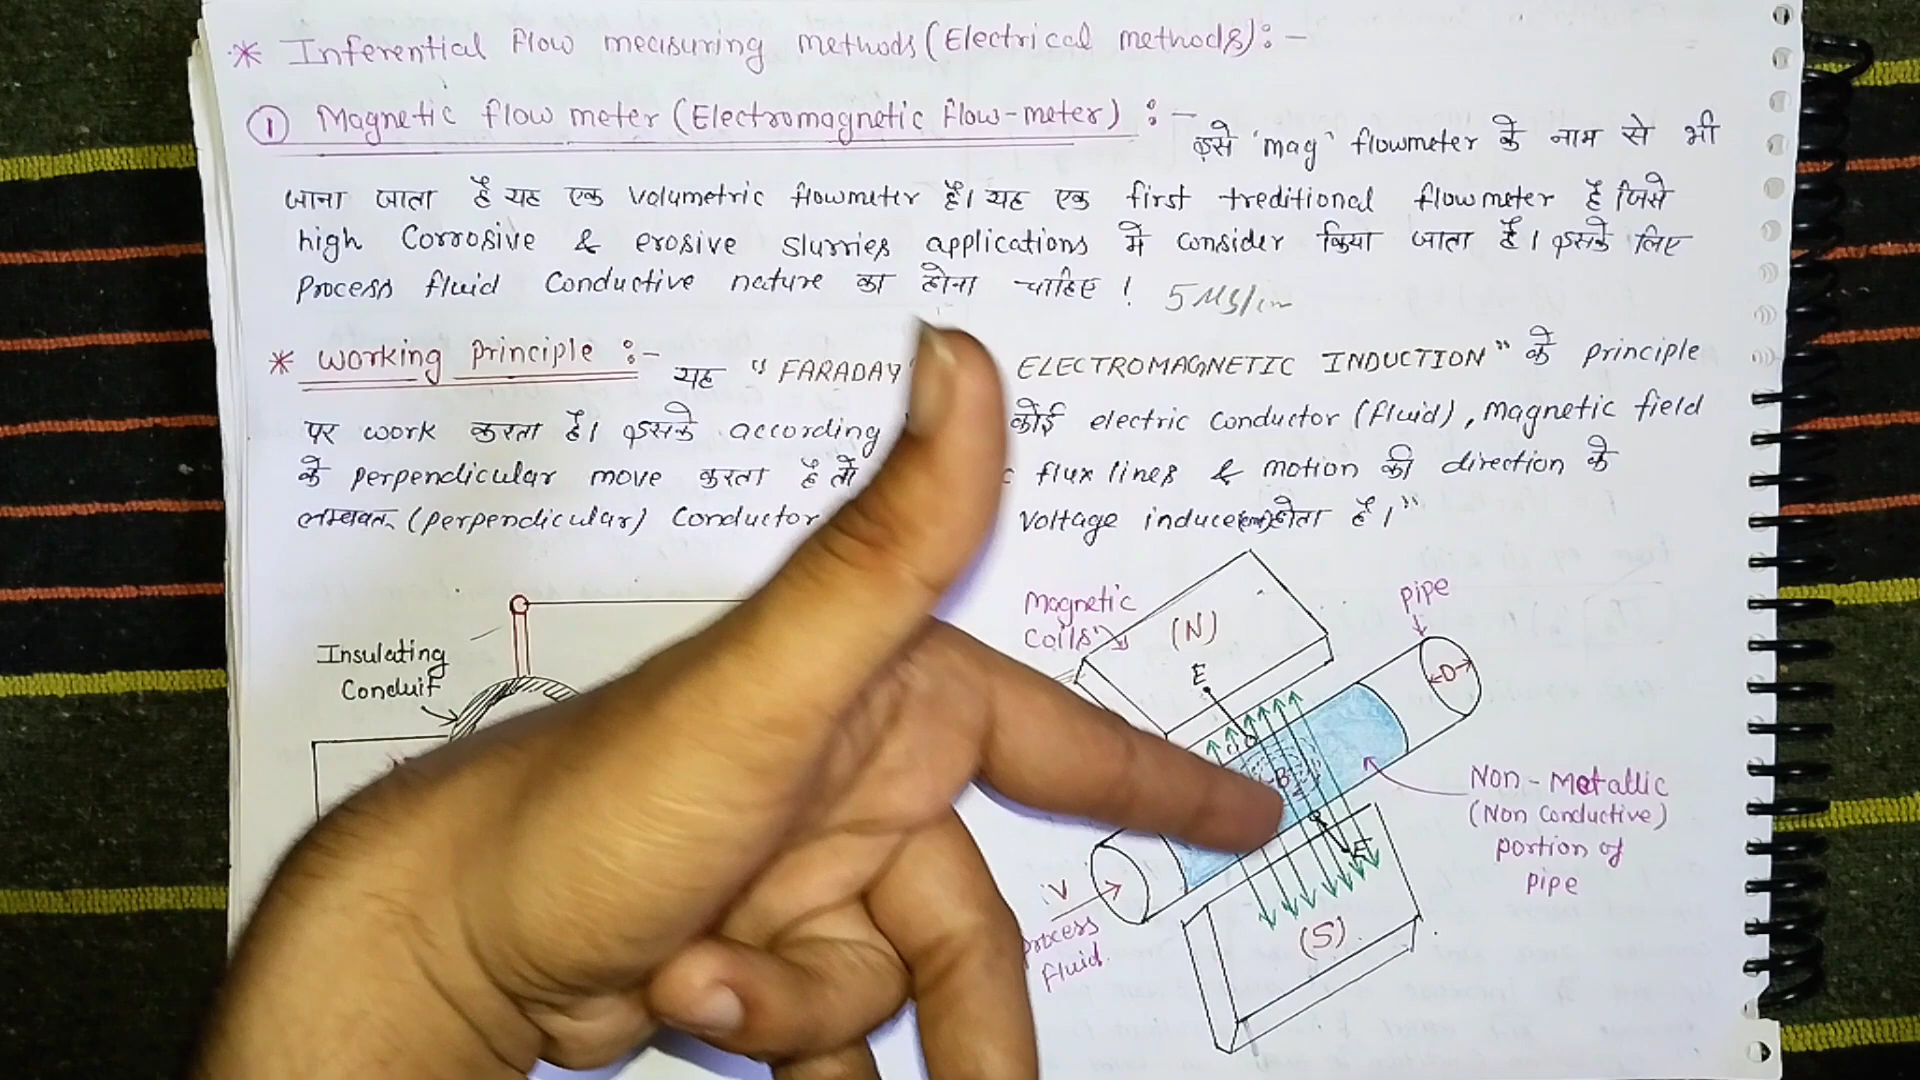 * Inferential Flow measuring methods (Electrical methods) :-
① Magnetic flow meter (Electromagnetic Flow-meter) :-
इसे 'mag' flowmeter के नाम से भी
जाना जाता है यह एक volumetric flowmeter है। यह एक first treditional flowmeter है जिसे
high corrosive & erosive slurries applications में consider किया जाता है। इसके लिए
process fluid conductive nature का होना चाहिए !
* Working principle :- यह "FARADAY' ELECTROMAGNETIC INDUCTION" के principle
पर work करता है। इसके according कोई electric conductor (fluid), magnetic field
के perpendicular move करता है तो flux lines & motion की direction के
लम्बवत (perpendicular) conductor voltage induce(emf)होता है।"
Insulating
Conduit
Magnetic
Coils
(N)
E
pipe
D
B
E
Non-Metallic
(Non Conductive)
portion of
pipe
V
process
fluid.
(S)